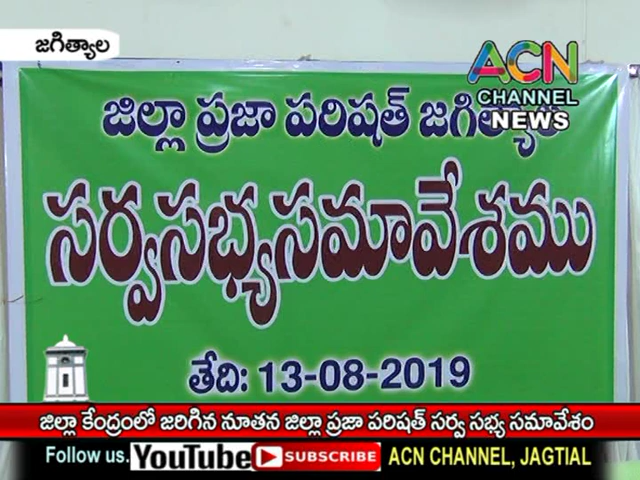 జగిత్యాల
ACN
CHANNEL
NEWS
జిల్లా ప్రజా పరిషత్ జగిత్యాల
సర్వసభ్యసమావేశము
తేది: 13-08-2019
జిల్లా కేంద్రంలో జరిగిన నూతన జిల్లా ప్రజా పరిషత్ సర్వ సభ్య సమావేశం
Follow us. YouTube SUBSCRIBE ACN CHANNEL, JAGTIAL